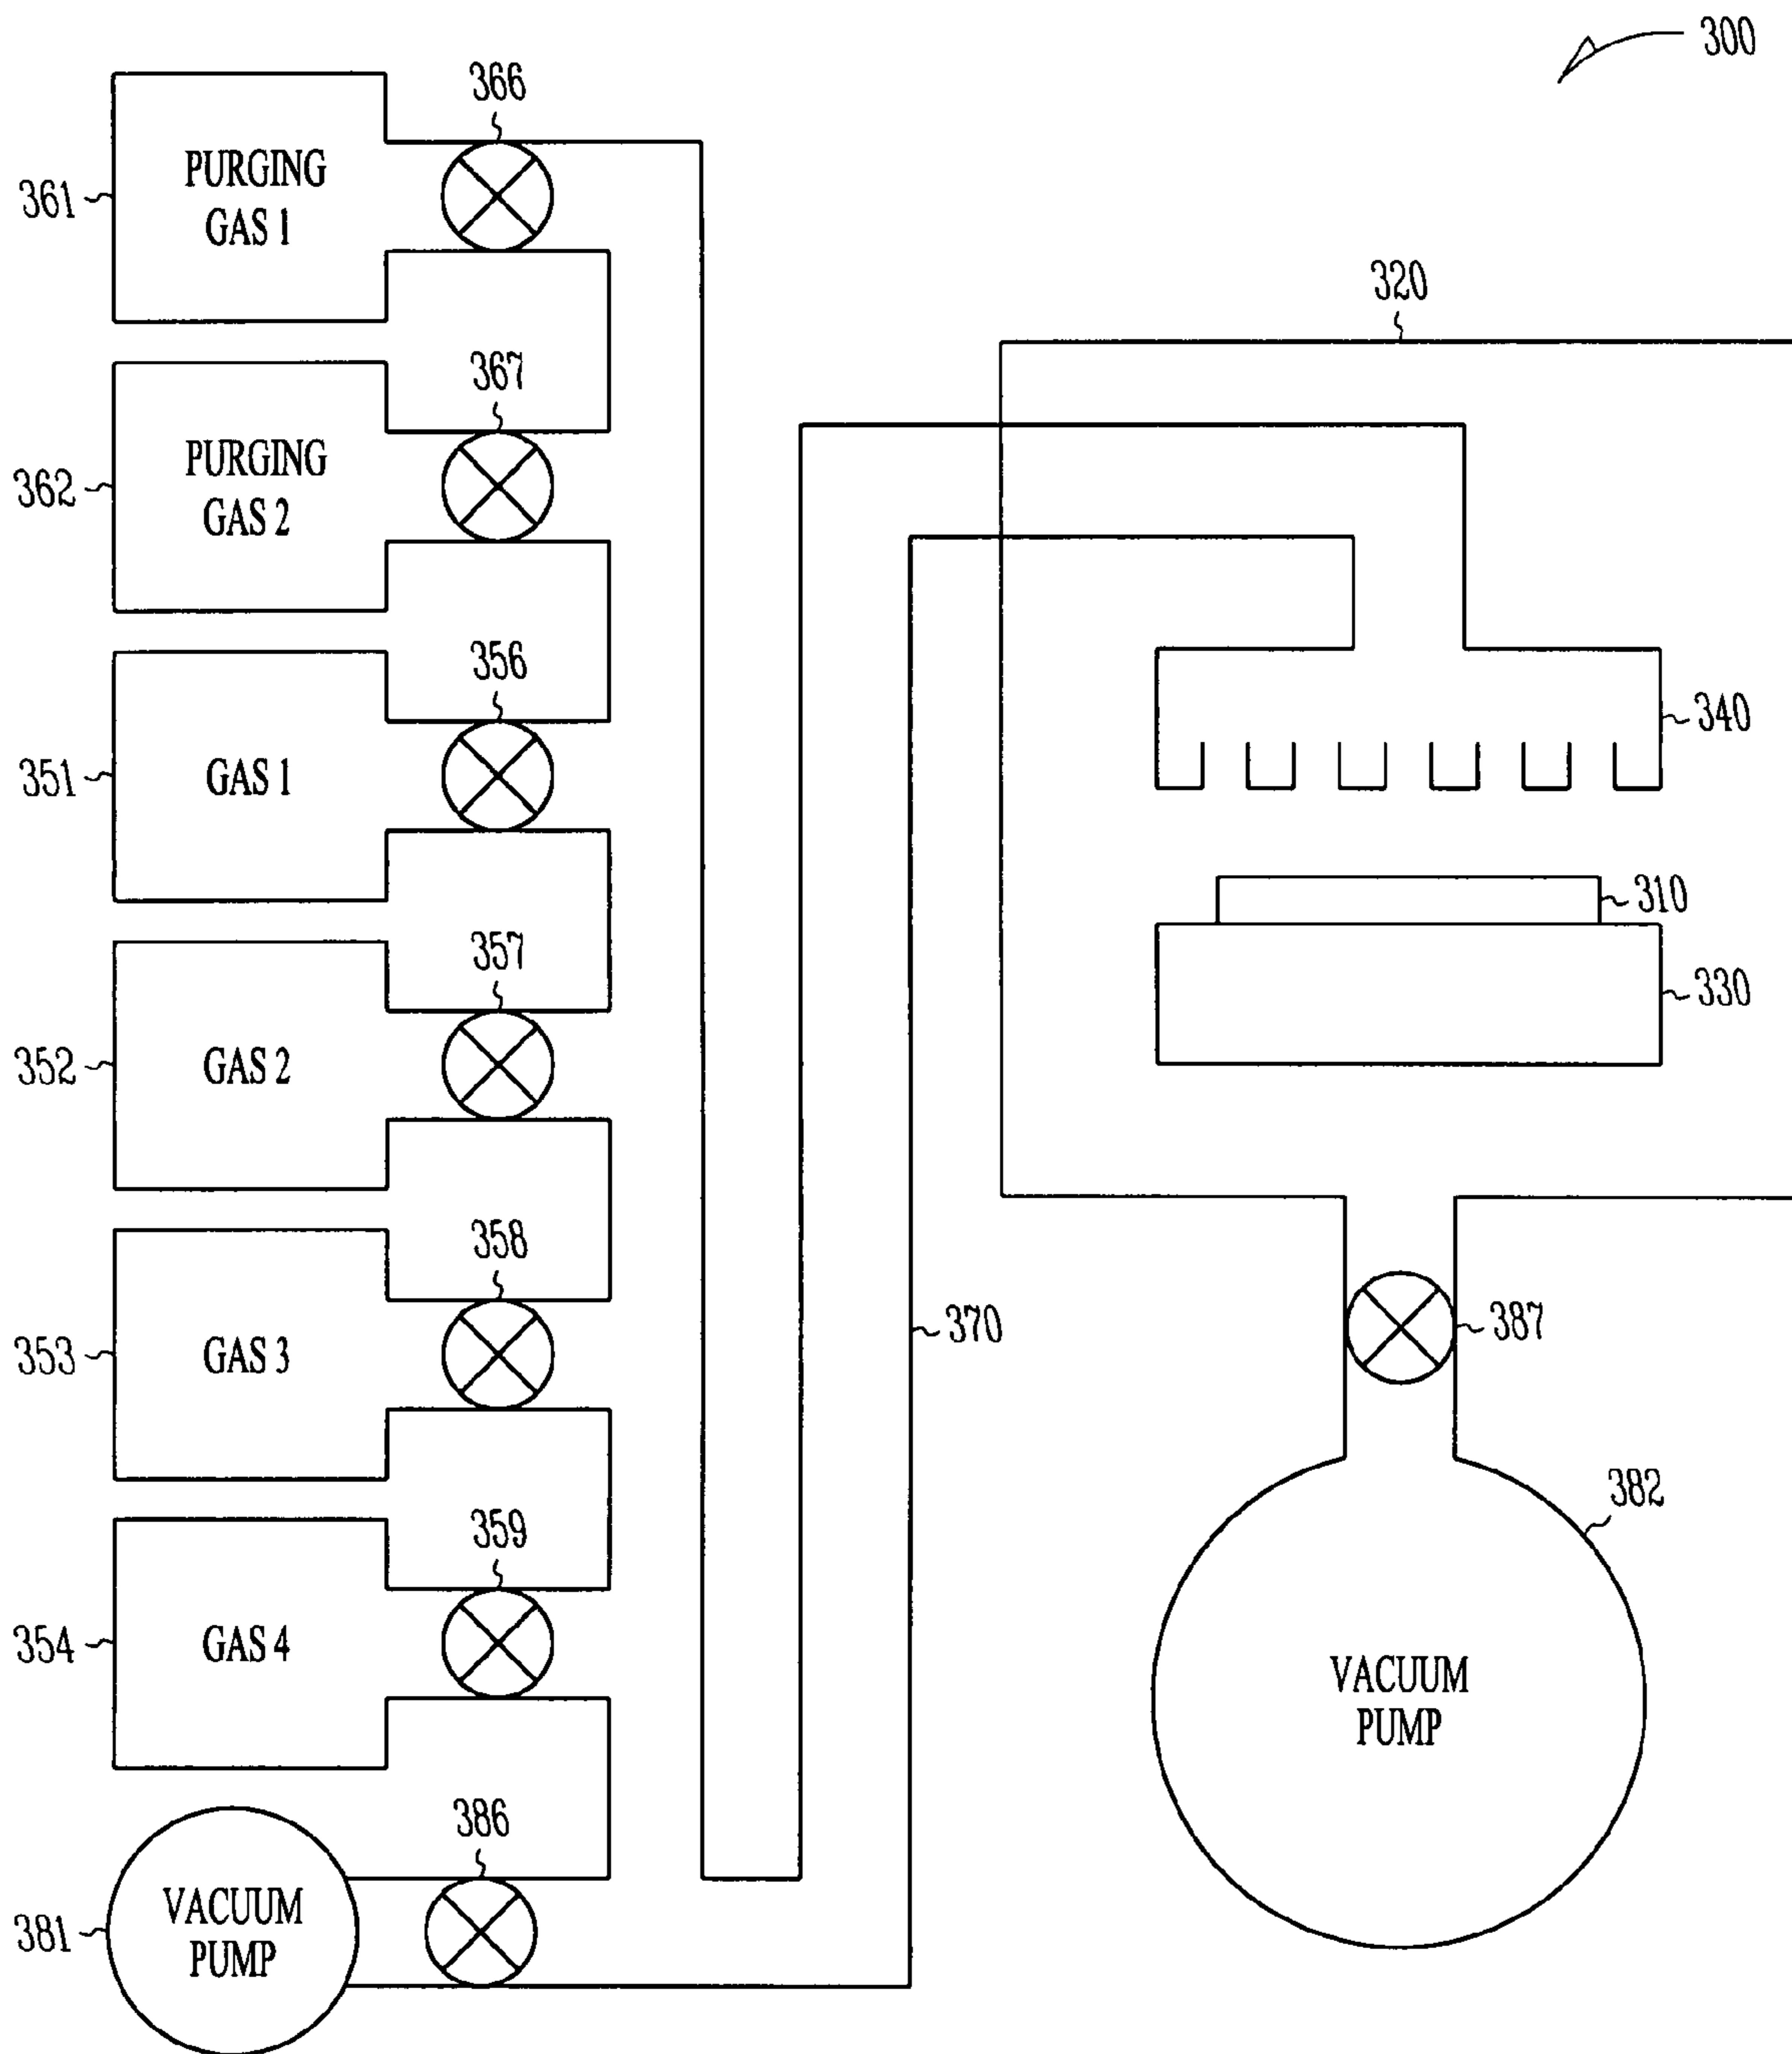 300
366
PURGING
GAS 1
361
320
367
PURGING
GAS 2
362
356
340
GAS 1
351
310
357
330
GAS 2
352
358
370
387
GAS 3
353
382
359
GAS 4
354
VACUUM
PUMP
386
VACUUM
PUMP
381